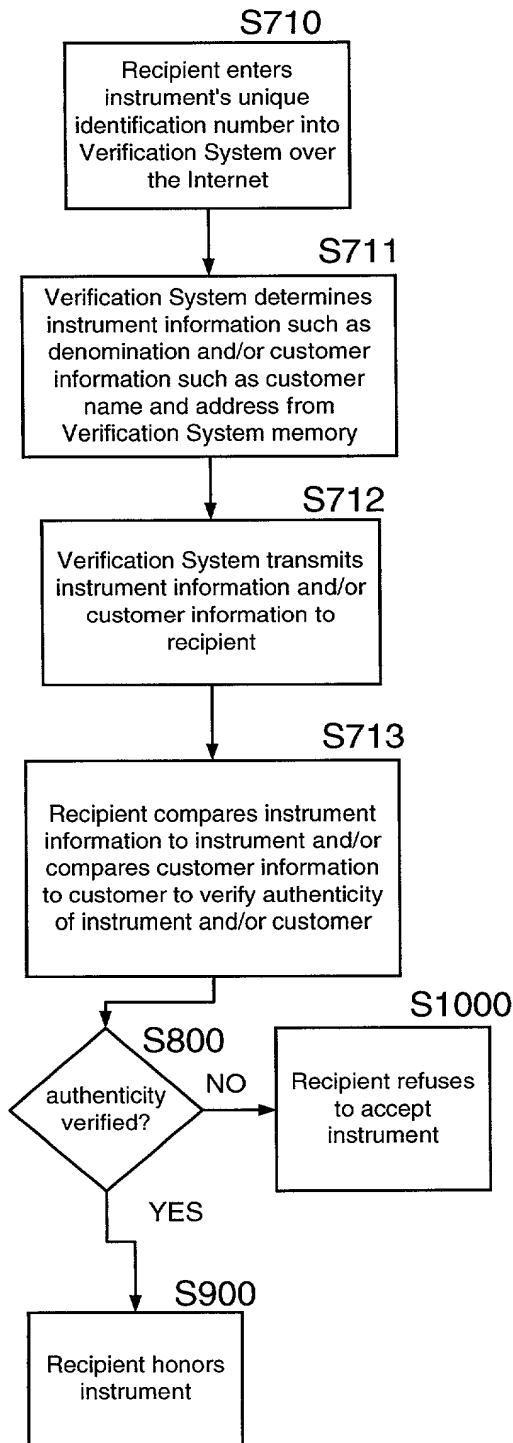 S710
Recipient enters
instrument's unique
identification number into
Verification System over
the Internet
S711
Verification System determines
instrument information such as
denomination and/or customer
information such as customer
name and address from
Verification System memory
S712
Verification System transmits
instrument information and/or
customer information to
recipient
S713
Recipient compares instrument
information to instrument and/or
compares customer information
to customer to verify authenticity
of instrument and/or customer
S800
authenticity
verified?
NO
S1000
Recipient refuses
to accept
instrument
YES
S900
Recipient honors
instrument